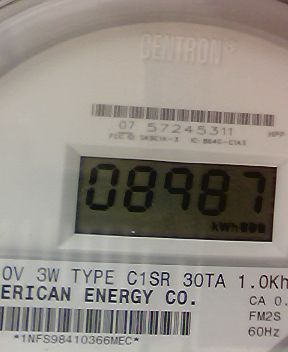 CENTRON®
07 57245311
HPP
08987
kWh
0V 3W TYPE C1SR 30TA 1.0Kh
ERICAN ENERGY CO.
CA 0.
FM2S
60Hz
*1NFS98410366MEC*